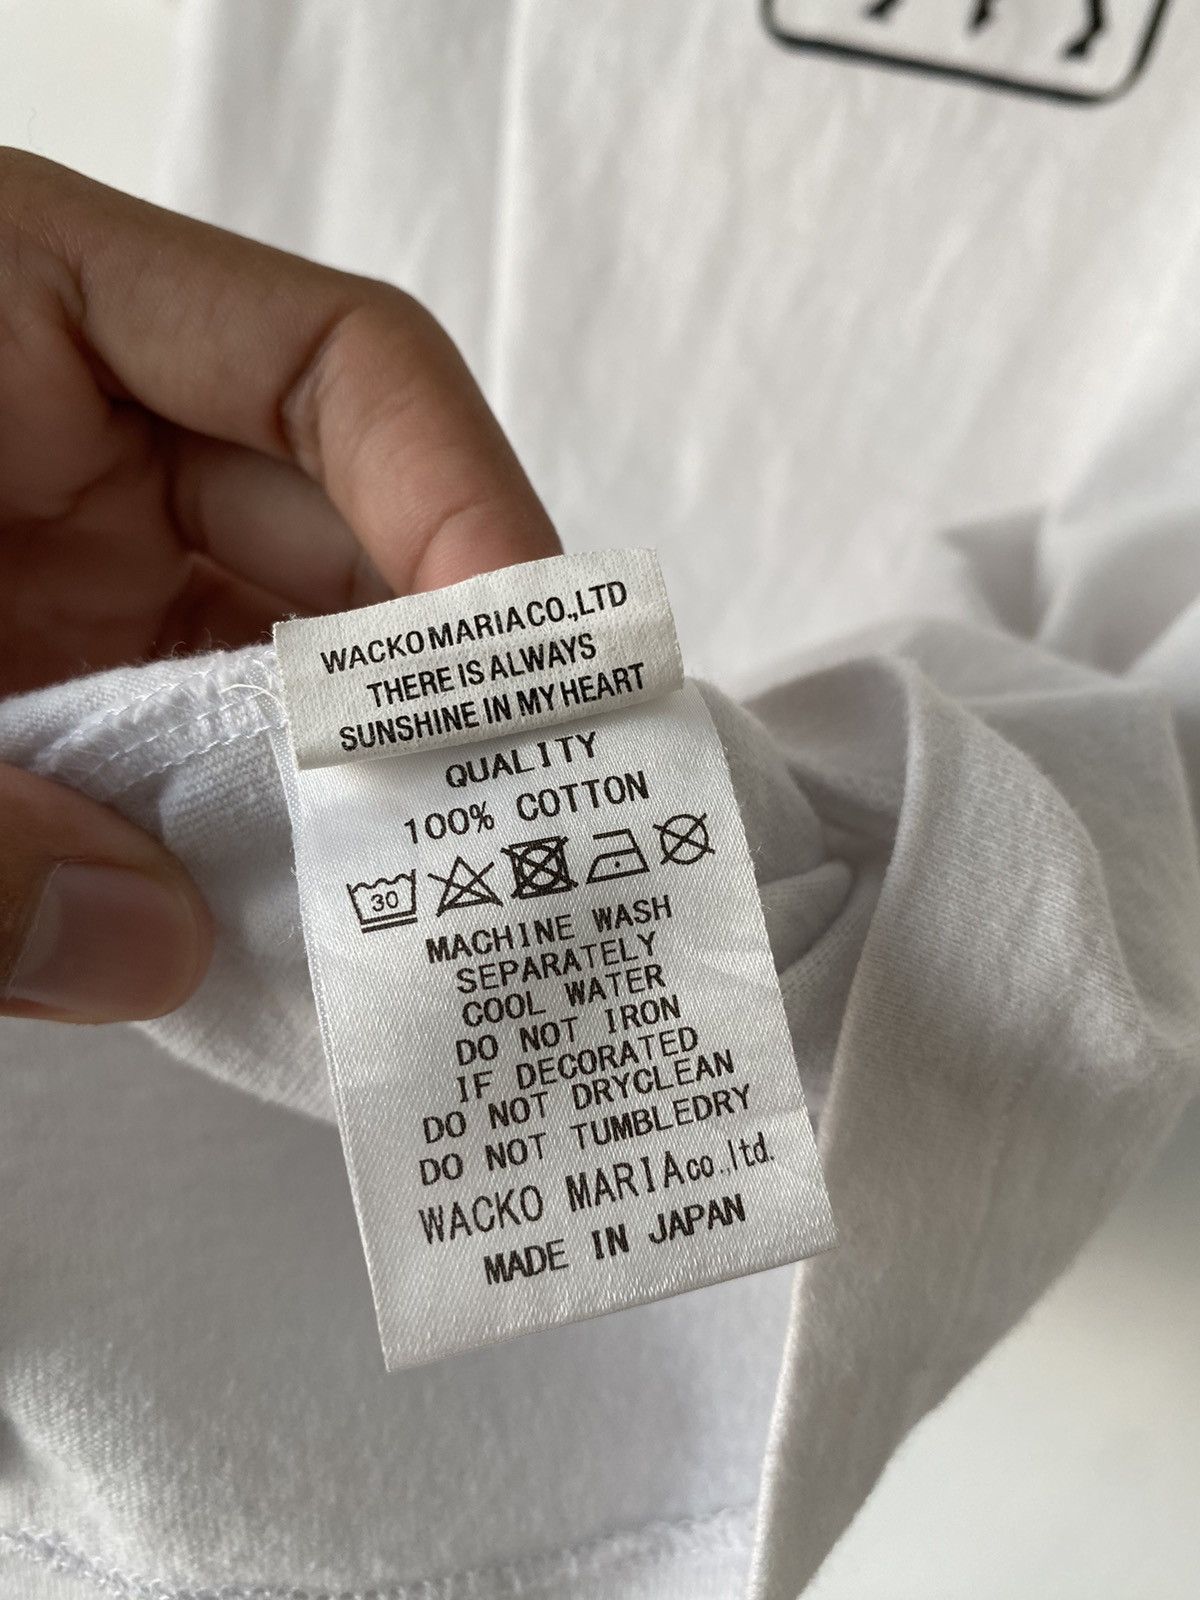 WACKO MARIA CO.,LTD
THERE IS ALWAYS
SUNSHINE IN MY HEART
QUALITY
100% COTTON
30
MACHINE WASH
SEPARATELY
COOL WATER
DO NOT IRON
IF DECORATED
DO NOT DRYCLEAN
DO NOT TUMBLEDRY
WACKO MARIA co.,ltd.
MADE IN JAPAN